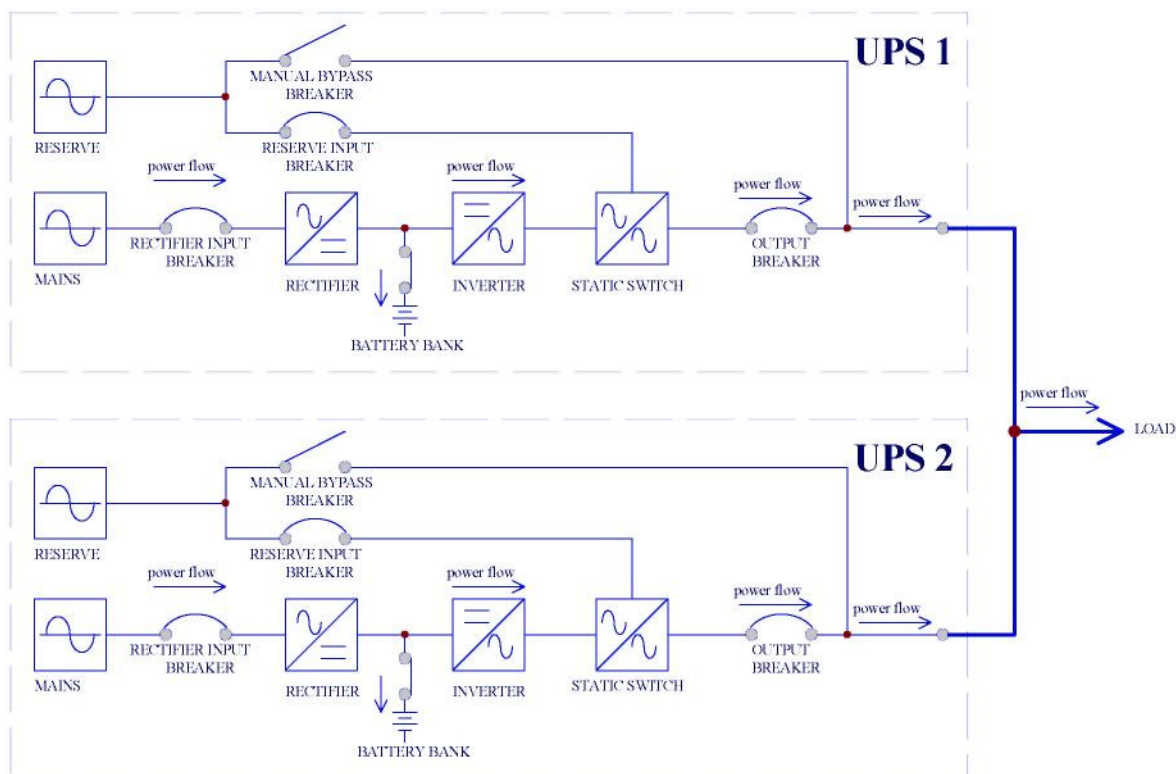 UPS 1
MANUAL BYPASS
BREAKER
RESERVE
RESERVE INPUT
BREAKER
power flow
power flow
power flow
power flow
RECTIFIER INPUT
BREAKER
OUTPUT
BREAKER
MAINS
RECTIFIER
INVERTER
STATIC SWITCH
BATTERY BANK
power flow
LOAD
UPS 2
MANUAL BYPASS
BREAKER
RESERVE
RESERVE INPUT
BREAKER
power flow
power flow
power flow
power flow
RECTIFIER INPUT
BREAKER
OUTPUT
BREAKER
MAINS
RECTIFIER
INVERTER
STATIC SWITCH
BATTERY BANK